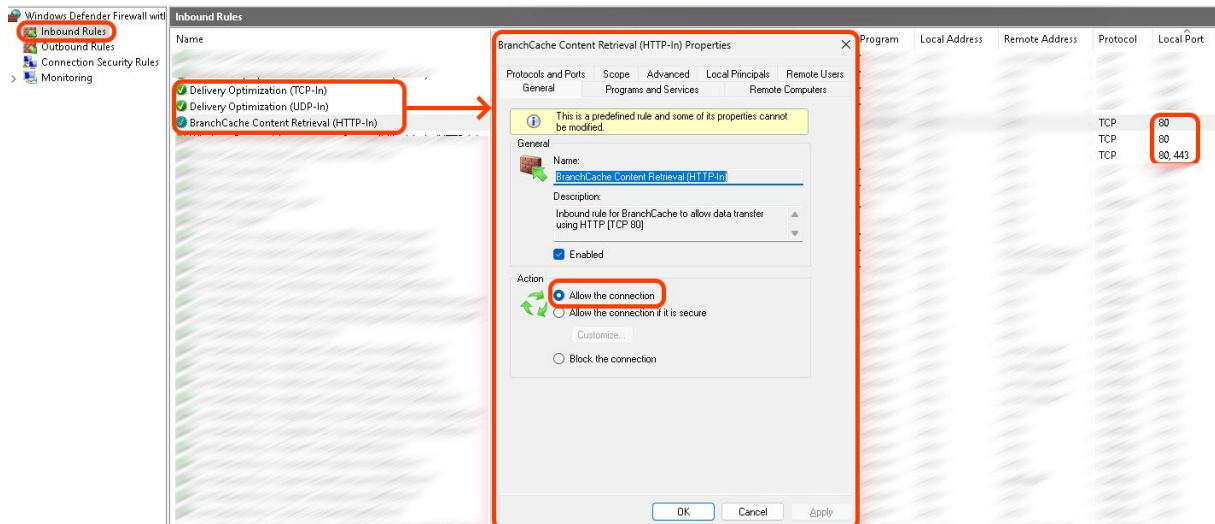 Windows Defender Firewall witl
Inbound Rules
Outbound Rules
Connection Security Rules
Monitoring
Inbound Rules
Name
Program
Local Address
Remote Address
Protocol
Local Port
Delivery Optimization (TCP-In)
Delivery Optimization (UDP-In)
BranchCache Content Retrieval (HTTP-In)
TCP
80
TCP
80
TCP
80, 443
BranchCache Content Retrieval (HTTP-In) Properties
Protocols and Ports
Scope
Advanced
Local Principals
Remote Users
General
Programs and Services
Remote Computers
This is a predefined rule and some of its properties cannot
be modified.
General
Name:
BranchCache Content Retrieval (HTTP-In)
Description:
Inbound rule for BranchCache to allow data transfer
using HTTP [TCP 80]
Enabled
Action
Allow the connection
Allow the connection if it is secure
Customize...
Block the connection
OK
Cancel
Apply